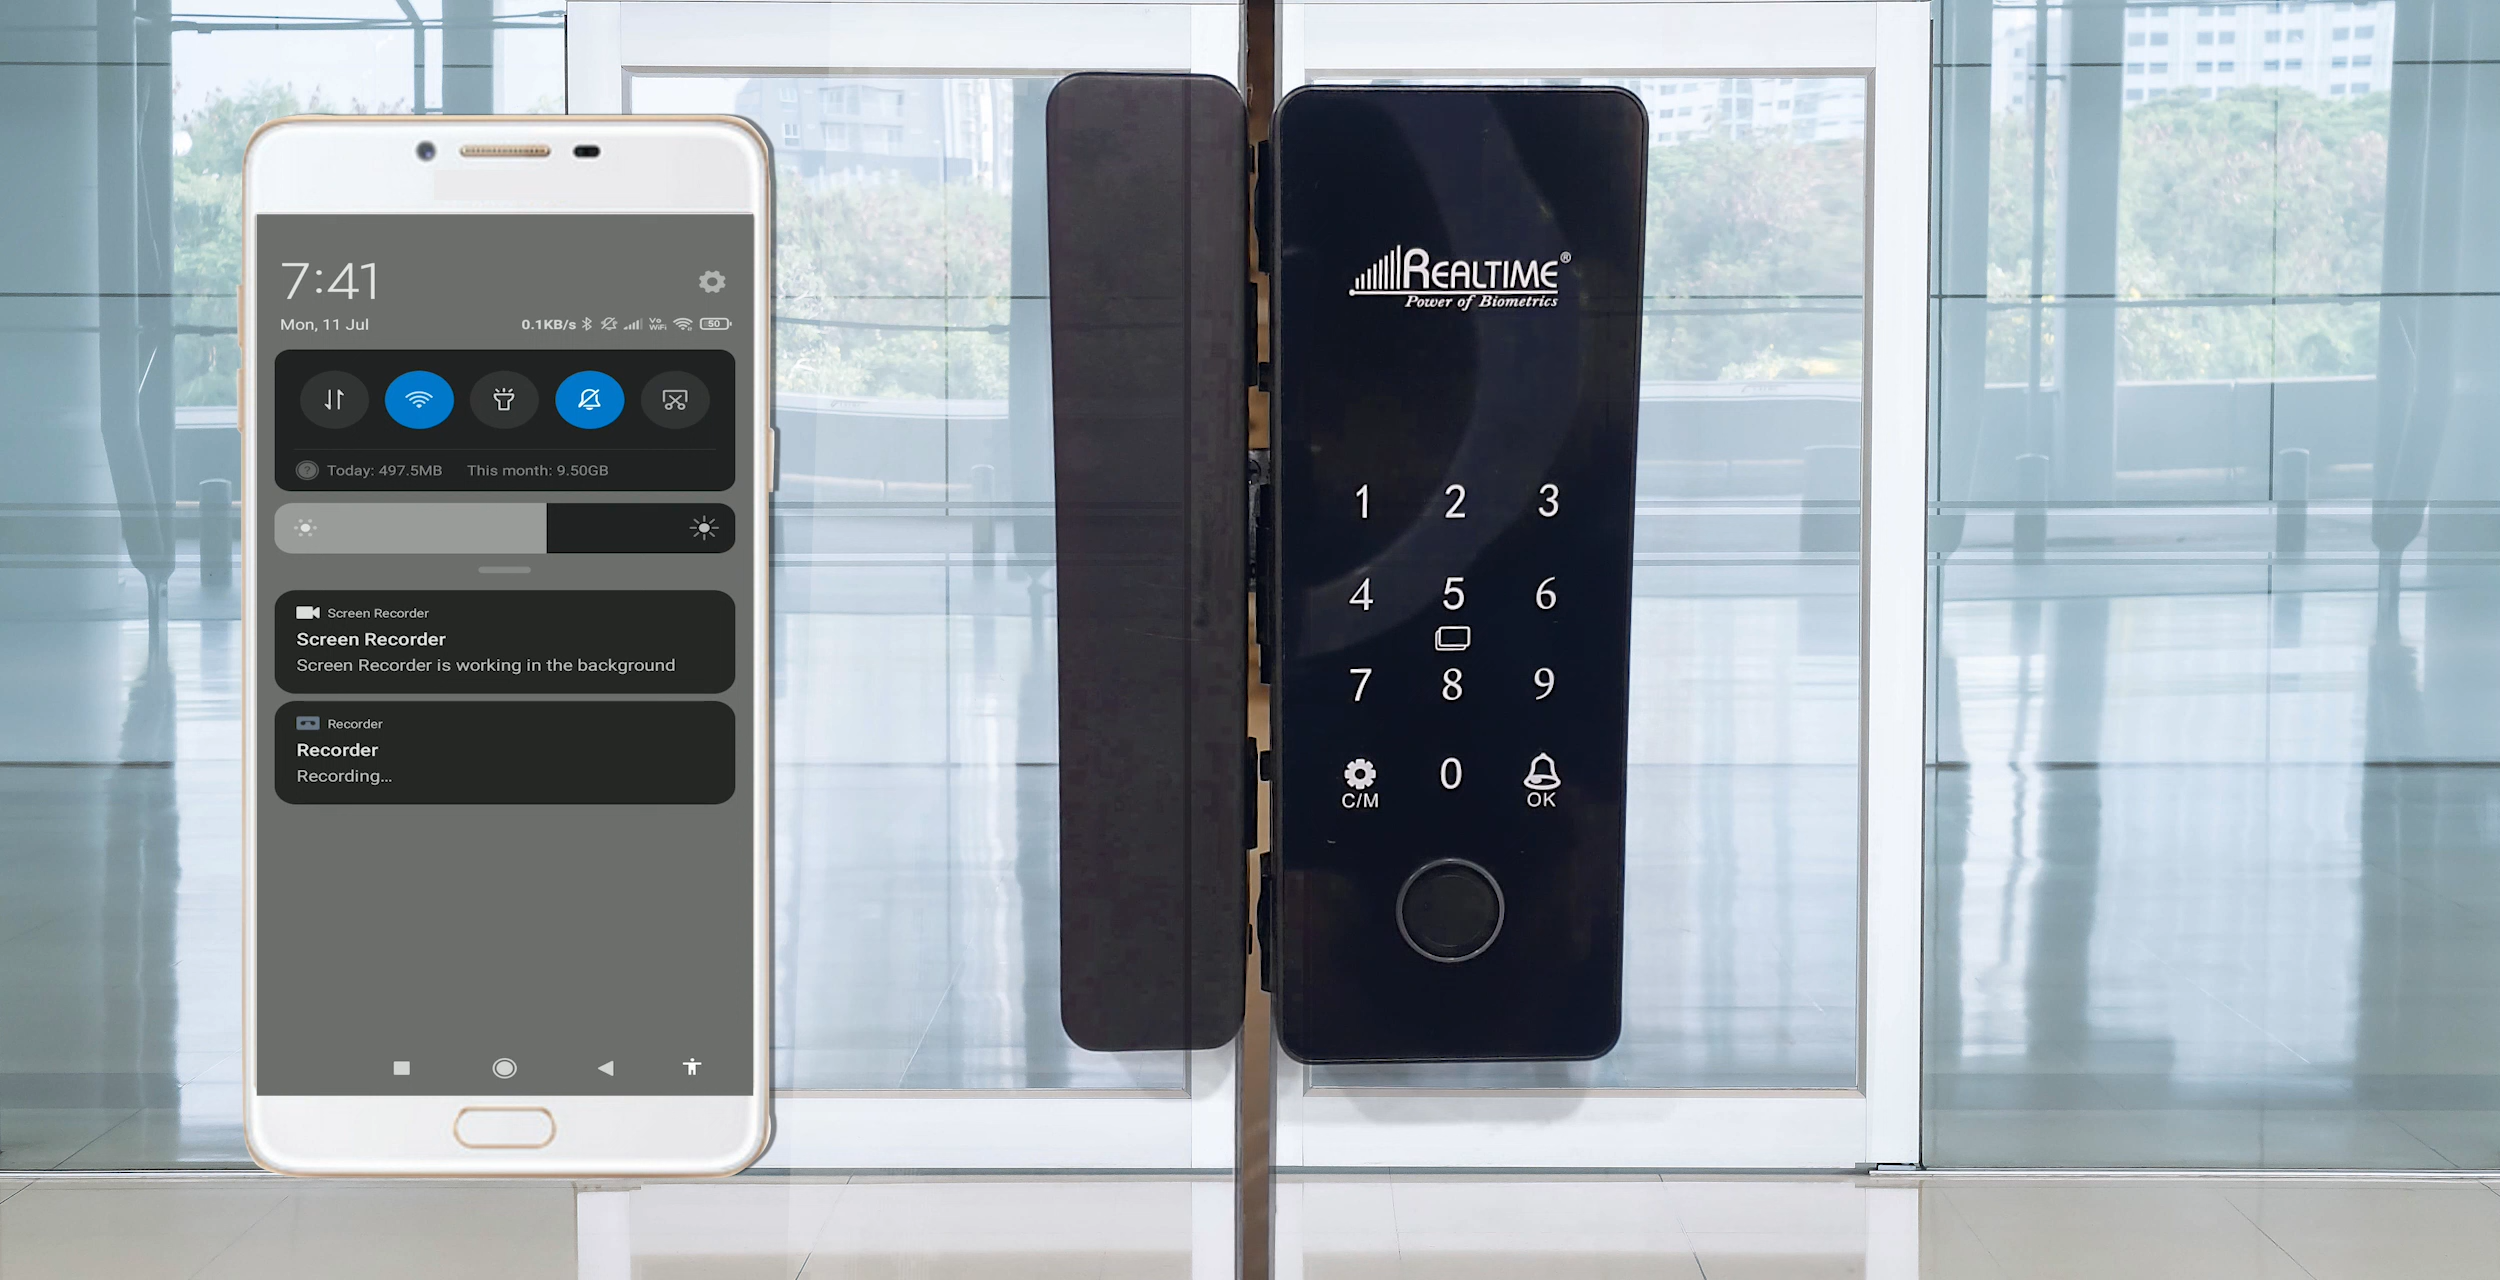 7:41
Mon, 11 Jul
0.1KB/s Vo WiFi 50
Today: 497.5MB This month: 9.50GB
Screen Recorder
Screen Recorder
Screen Recorder is working in the background
Recorder
Recorder
Recording...
REALTIME®
Power of Biometrics
1 2 3
4 5 6
7 8 9
0
C/M OK